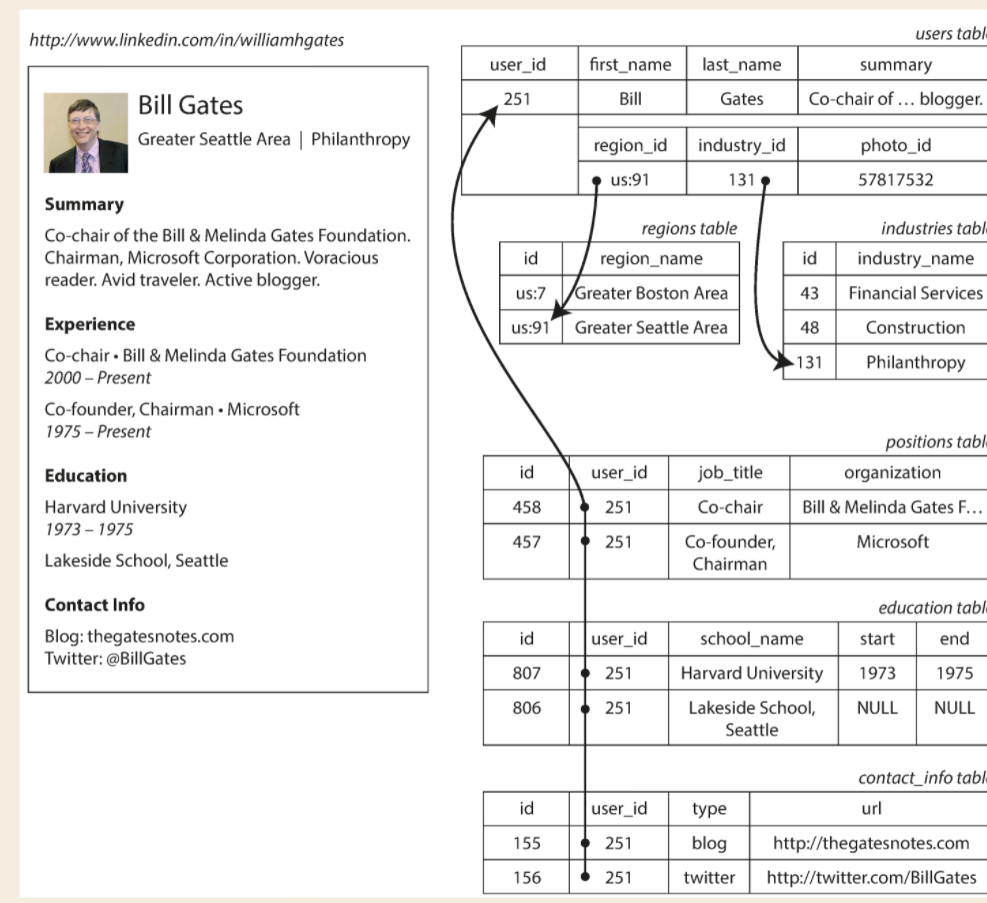 http://www.linkedin.com/in/williamhgates
Bill Gates
Greater Seattle Area | Philanthropy
Summary
Co-chair of the Bill & Melinda Gates Foundation.
Chairman, Microsoft Corporation. Voracious
reader. Avid traveler. Active blogger.
Experience
Co-chair • Bill & Melinda Gates Foundation
2000 – Present
Co-founder, Chairman • Microsoft
1975 – Present
Education
Harvard University
1973 – 1975
Lakeside School, Seattle
Contact Info
Blog: thegatesnotes.com
Twitter: @BillGates
users tabl
user_id first_name last_name summary
251 Bill Gates Co-chair of … blogger.
region_id industry_id photo_id
us:91 131 57817532
regions table
id region_name
us:7 Greater Boston Area
us:91 Greater Seattle Area
industries tabl
id industry_name
43 Financial Services
48 Construction
131 Philanthropy
positions tabl
id user_id job_title organization
458 251 Co-chair Bill & Melinda Gates F…
457 251 Co-founder, Microsoft
Chairman
education tabl
id user_id school_name start end
807 251 Harvard University 1973 1975
806 251 Lakeside School, NULL NULL
Seattle
contact_info tabl
id user_id type url
155 251 blog http://thegatesnotes.com
156 251 twitter http://twitter.com/BillGates